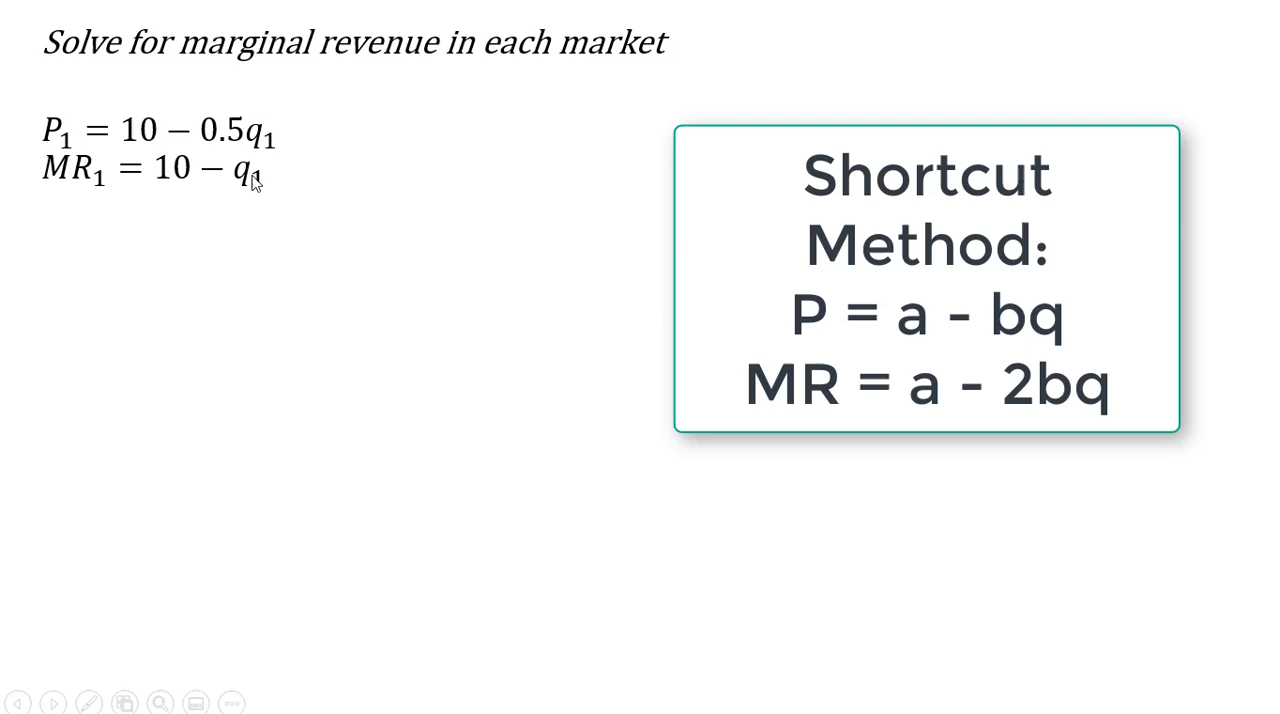 Solve for marginal revenue in each market
P₁ = 10 − 0.5q₁
MR₁ = 10 − q₁
Shortcut
Method:
P = a - bq
MR = a - 2bq